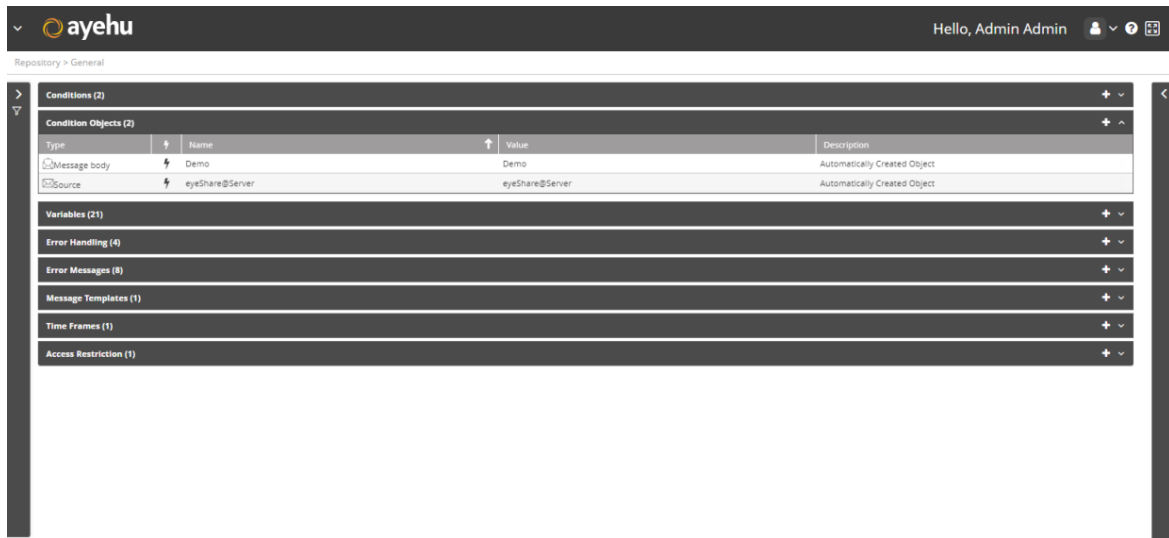 ayehu Hello, Admin Admin
Repository > General
Conditions (2)
Condition Objects (2)
Type Name Value Description
Message body Demo Demo Automatically Created Object
Source eyeShare@Server eyeShare@Server Automatically Created Object
Variables (21)
Error Handling (4)
Error Messages (8)
Message Templates (1)
Time Frames (1)
Access Restriction (1)